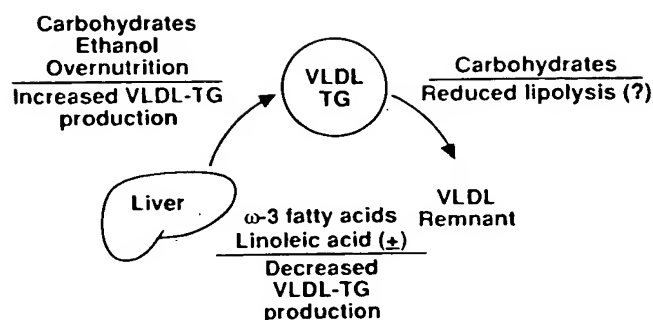 Carbohydrates
Ethanol
Overnutrition
Increased VLDL-TG
production
VLDL
TG
Carbohydrates
Reduced lipolysis (?)
Liver
ω-3 fatty acids
Linoleic acid (±)
Decreased
VLDL-TG
production
VLDL
Remnant